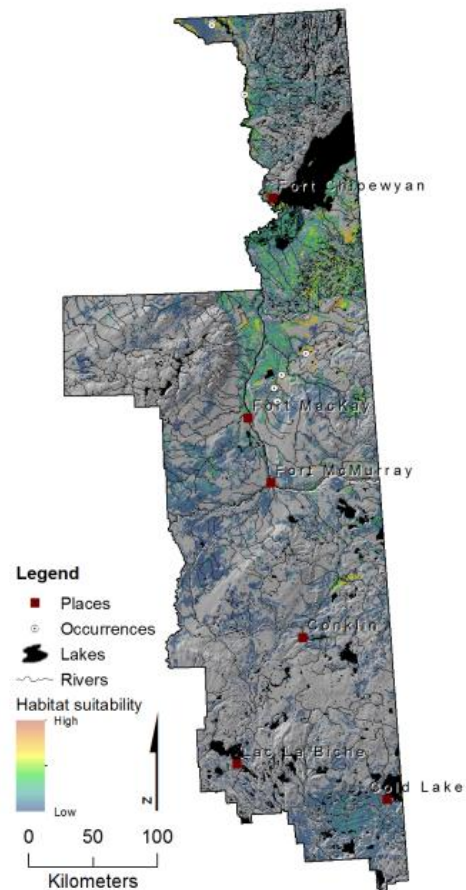 Fort Chipewyan
Fort MacKay
Fort McMurray
Conklin
Lac La Biche
Cold Lake
Legend
Places
Occurrences
Lakes
Rivers
Habitat suitability
High
Low
N
0 50 100
Kilometers